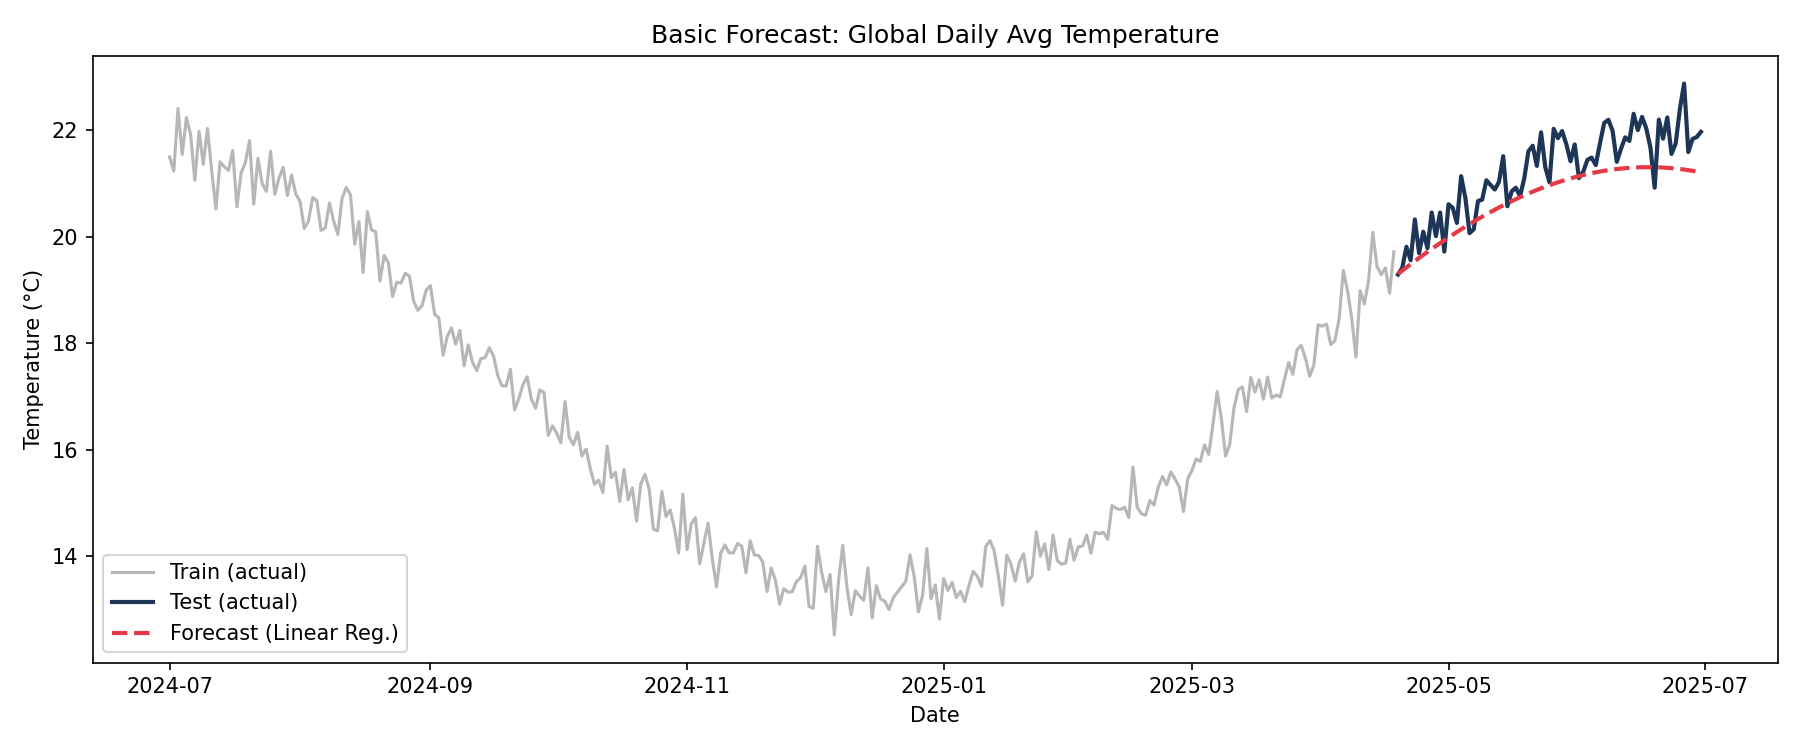 Basic Forecast: Global Daily Avg Temperature
Temperature (°C)
22
20
18
16
14
Train (actual)
Test (actual)
Forecast (Linear Reg.)
2024-07
2024-09
2024-11
2025-01
2025-03
2025-05
2025-07
Date